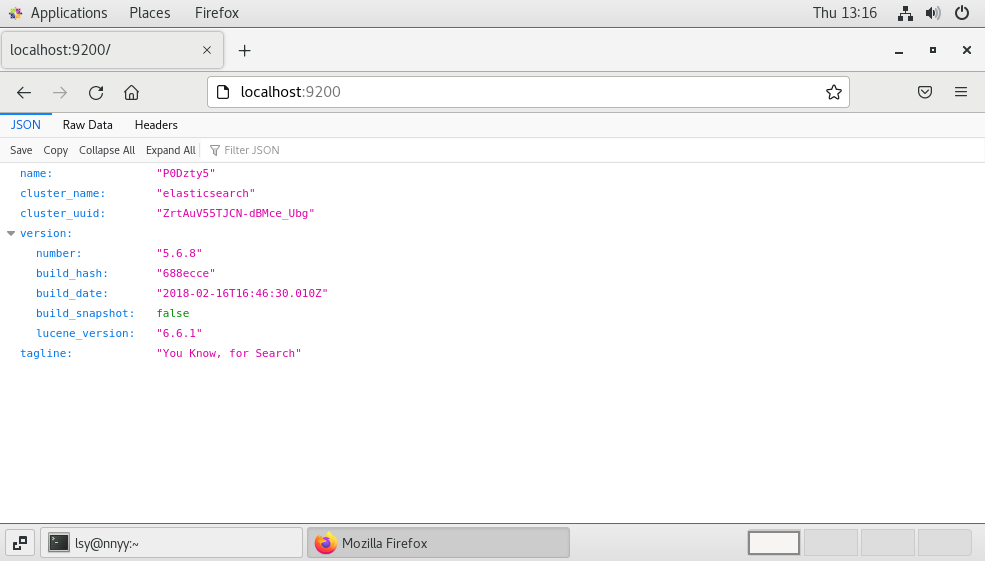 Applications Places Firefox Thu 13:16
localhost:9200/
localhost:9200
JSON Raw Data Headers
Save Copy Collapse All Expand All Filter JSON
name: "P0Dzty5"
cluster_name: "elasticsearch"
cluster_uuid: "ZrtAuV55TJCN-dBMce_Ubg"
version:
number: "5.6.8"
build_hash: "688ecce"
build_date: "2018-02-16T16:46:30.010Z"
build_snapshot: false
lucene_version: "6.6.1"
tagline: "You Know, for Search"
lsy@nnyy:~ Mozilla Firefox